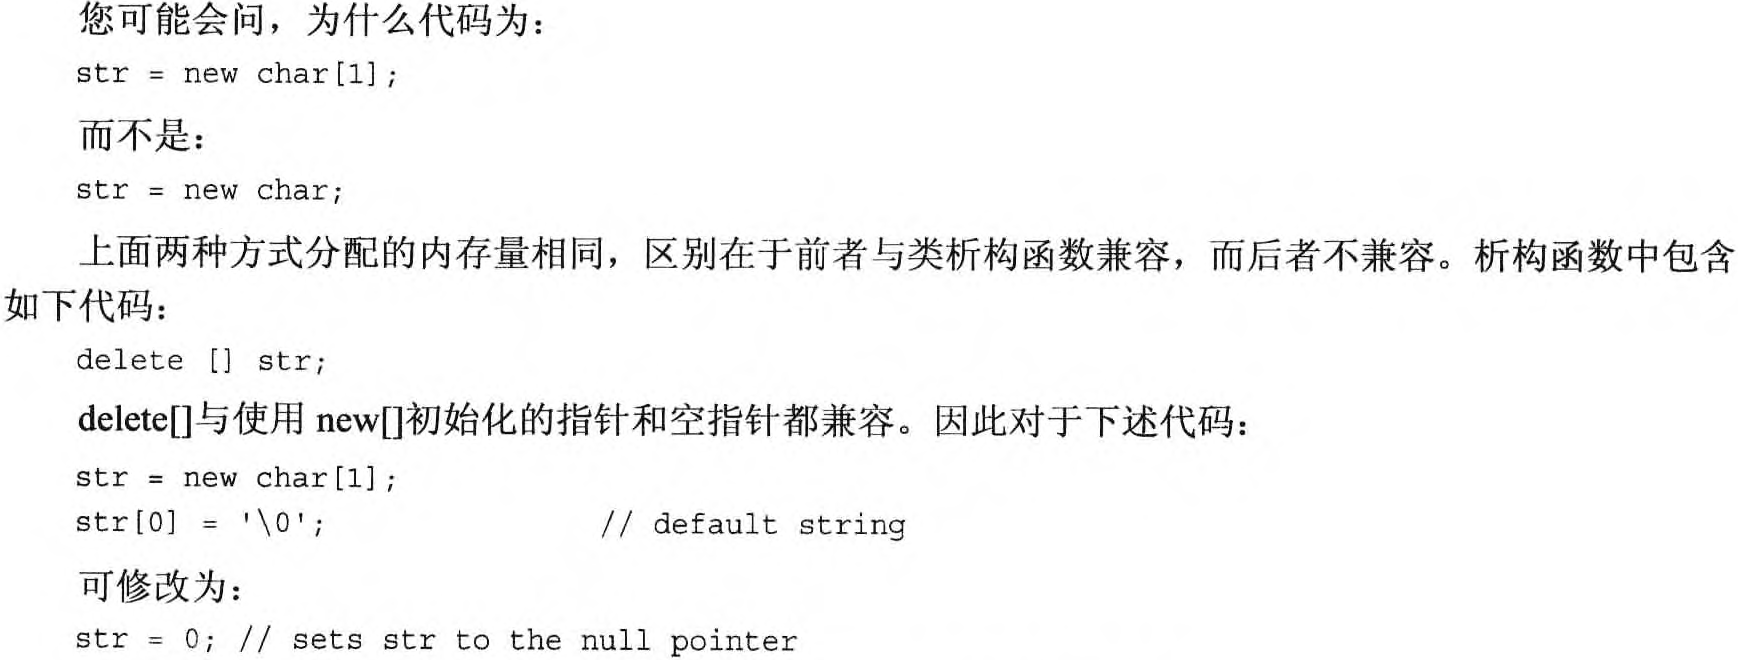 您可能会问，为什么代码为：
str = new char[1];
而不是：
str = new char;
上面两种方式分配的内存量相同，区别在于前者与类析构函数兼容，而后者不兼容。析构函数中包含
如下代码：
delete [] str;
delete[]与使用 new[]初始化的指针和空指针都兼容。因此对于下述代码：
str = new char[1];
str[0] = '\0'; // default string
可修改为：
str = 0; // sets str to the null pointer